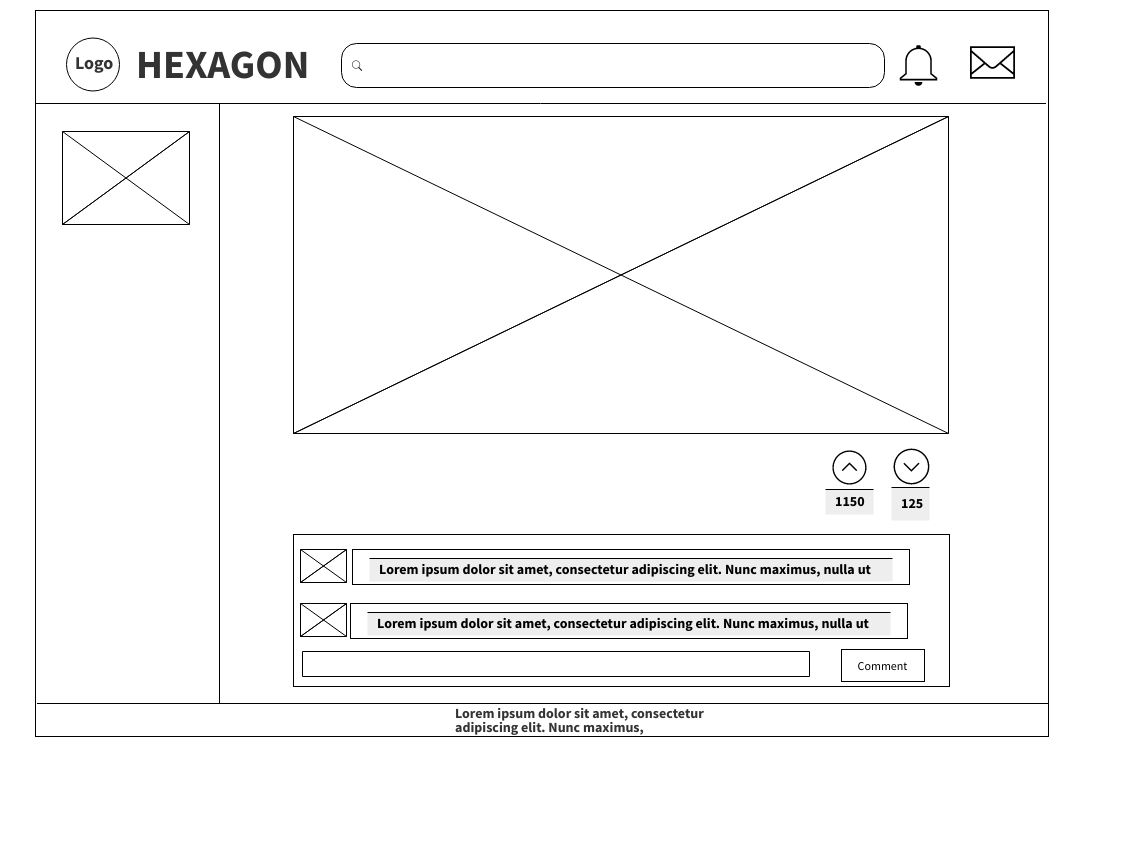 Logo
HEXAGON
1150
125
Lorem ipsum dolor sit amet, consectetur adipiscing elit. Nunc maximus, nulla ut
Lorem ipsum dolor sit amet, consectetur adipiscing elit. Nunc maximus, nulla ut
Comment
Lorem ipsum dolor sit amet, consectetur
adipiscing elit. Nunc maximus,